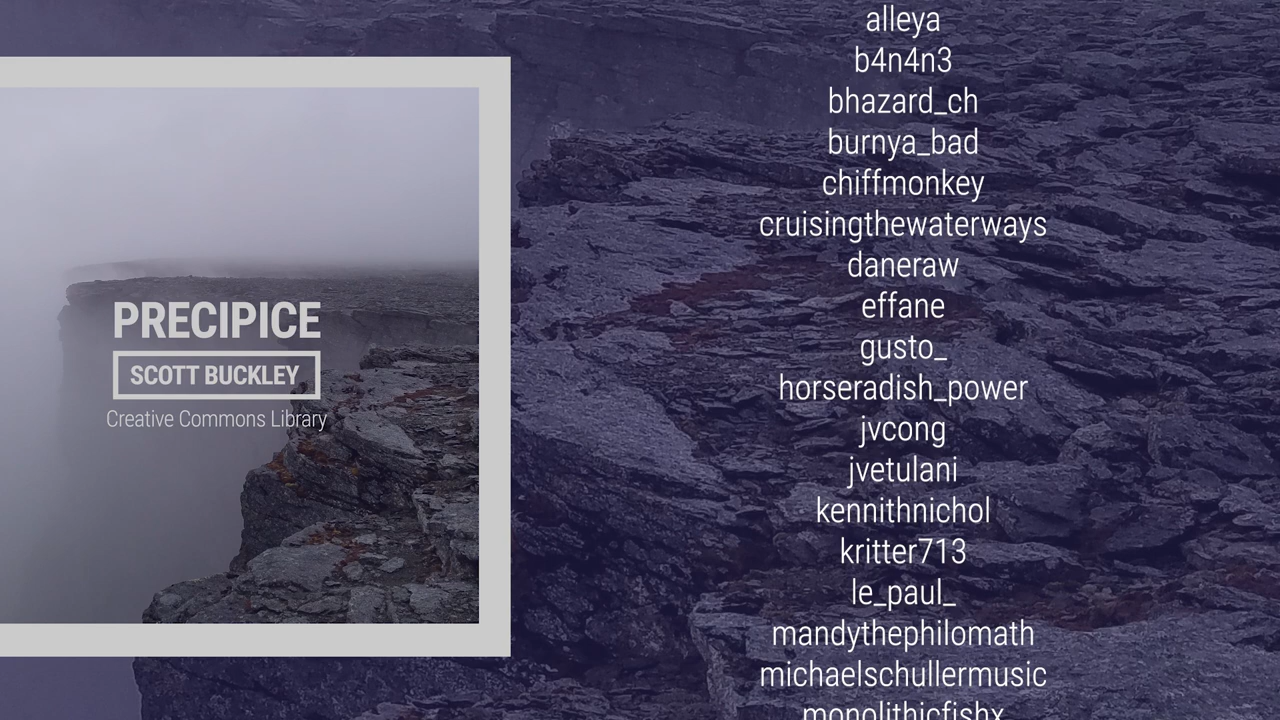 PRECIPICE
SCOTT BUCKLEY
Creative Commons Library
alleya
b4n4n3
bhazard_ch
burnya_bad
chiffmonkey
cruisingthewaterways
daneraw
effane
gusto_
horseradish_power
jvcong
jvetulani
kennithnichol
kritter713
le_paul_
mandythephilomath
michaelschullermusic
monolithicfishx